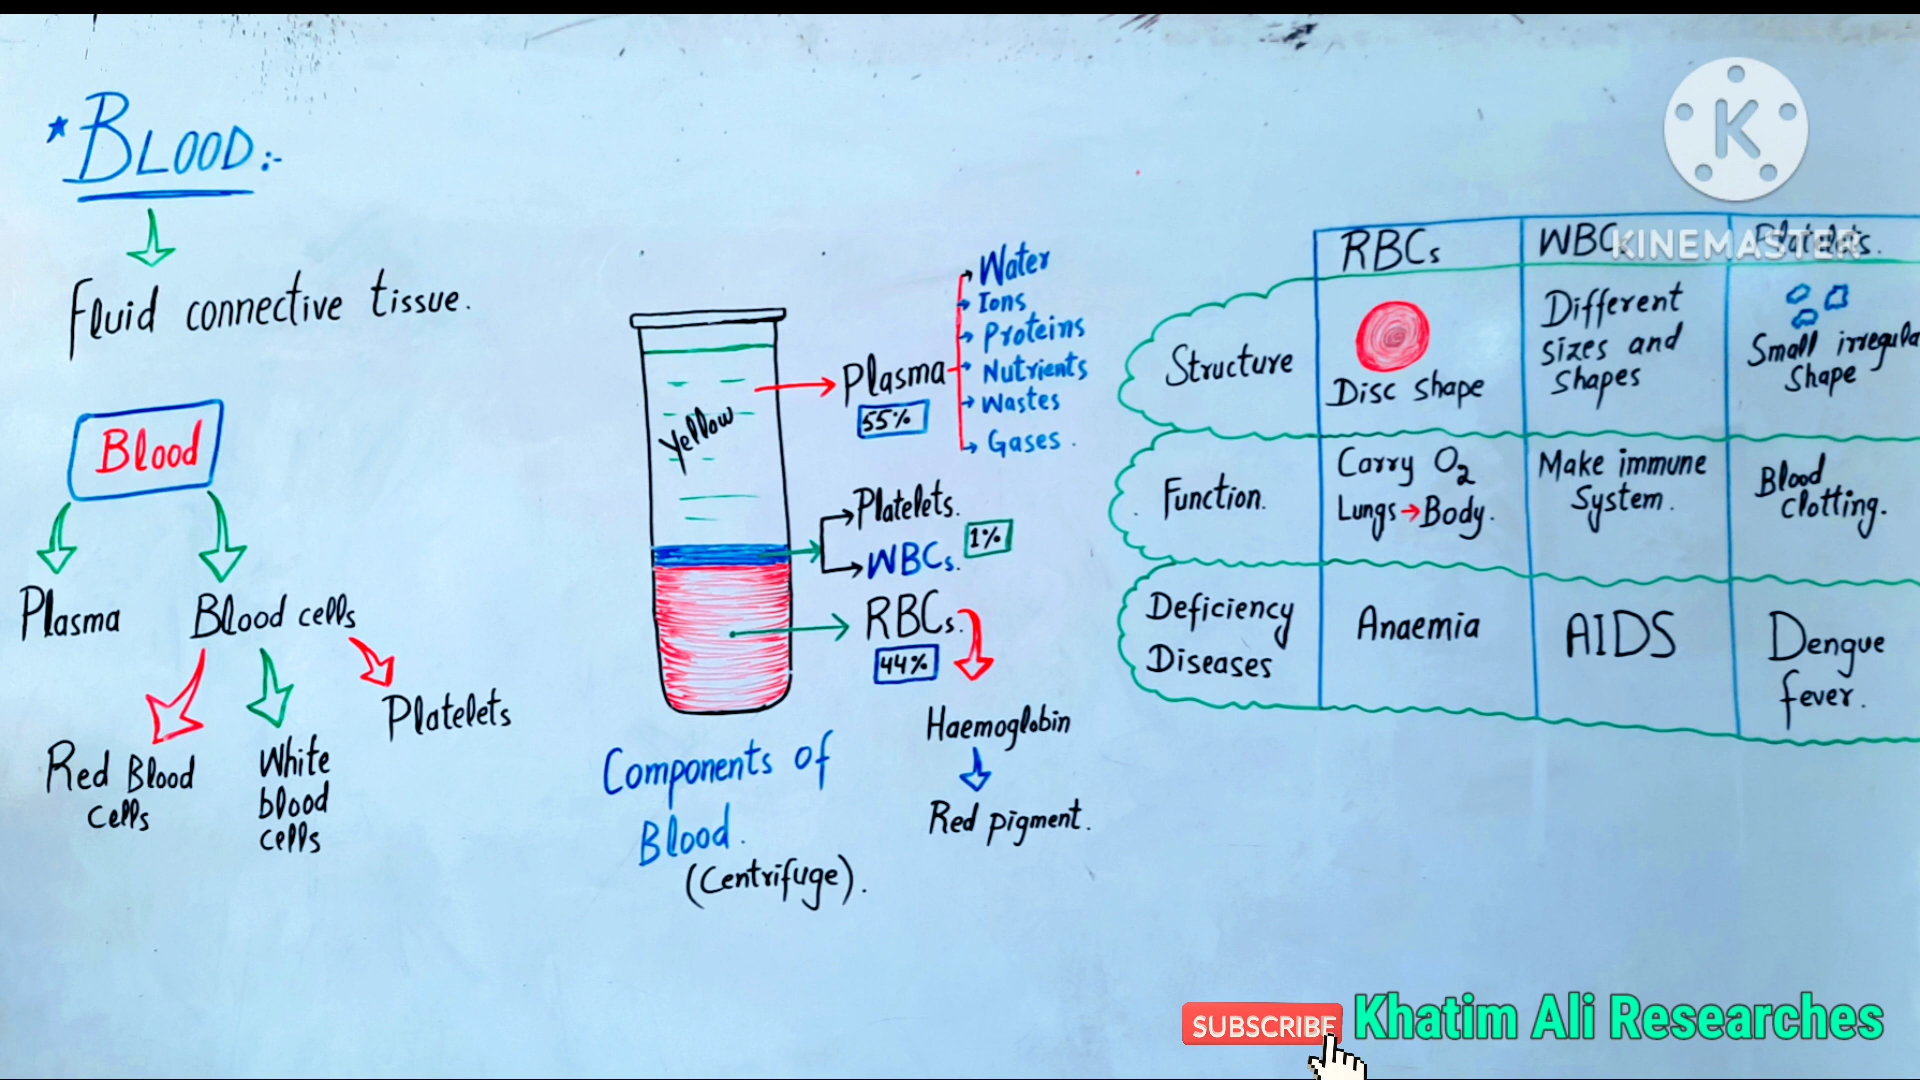 * BLOOD:-
Fluid connective tissue.
Blood
Plasma
Blood cells
Red Blood
cells
White
blood
cells
Platelets
Yellow
Plasma
55%
Water
Ions
Proteins
Nutrients
Wastes
Gases.
Platelets.
WBCs.
1%
RBCs.
44%
Haemoglobin
Red pigment.
Components of
Blood.
(Centrifuge).
K
KINEMASTER
RBCs
WBC
Platelets.
Structure
Disc shape
Different
sizes and
shapes
Small irregula
shape
Function.
Carry O₂
Lungs→Body.
Make immune
System.
Blood
clotting.
Deficiency
Diseases
Anaemia
AIDS
Dengue
fever.
SUBSCRIBE
Khatim Ali Researches